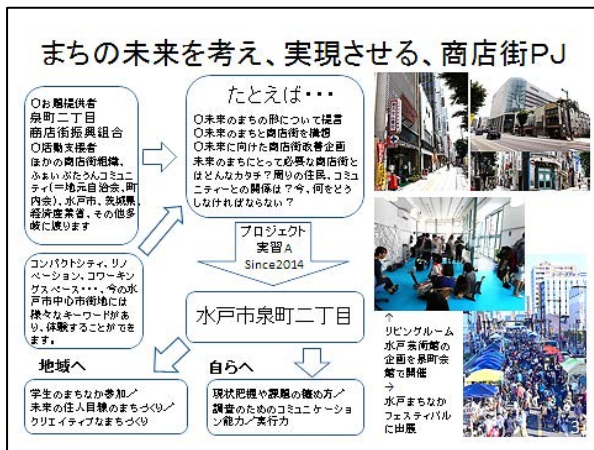 まちの未来を考え、実現させる、商店街PJ
○お題提供者
泉町二丁目
商店街振興組合
○活動支援者
ほかの商店街組織、
ふぁいぶたうんコミュニ
ティ(=地元自治会、町
内会)、水戸市、茨城県、
経済産業省、その他多
岐に渡ります
コンパクトシティ、リノ
ベーション、コワーキン
グスペース・・・、今の水
戸市中心市街地には
様々なキーワードがあ
り、体験することができ
ます。
たとえば・・・
○未来のまちの形について提言
○未来のまちと商店街を構想
○未来に向けた商店街改善企画
未来のまちにとって必要な商店街と
はどんなカタチ?周りの住民、コミュ
ニティーとの関係は?今、何をどう
しなければならない?
プロジェクト
実習A
Since2014
水戸市泉町二丁目
地域へ
学生のまちなか参加/
未来の住人目線のまちづくり/
クリエイティブなまちづくり
自らへ
現状把握や課題の纏め方/
調査のためのコミュニケーショ
ン能力/実行力
↑
リビングルーム
水戸芸術館の
企画を泉町会
館で開催
→
水戸まちなか
フェスティバル
に出展
3